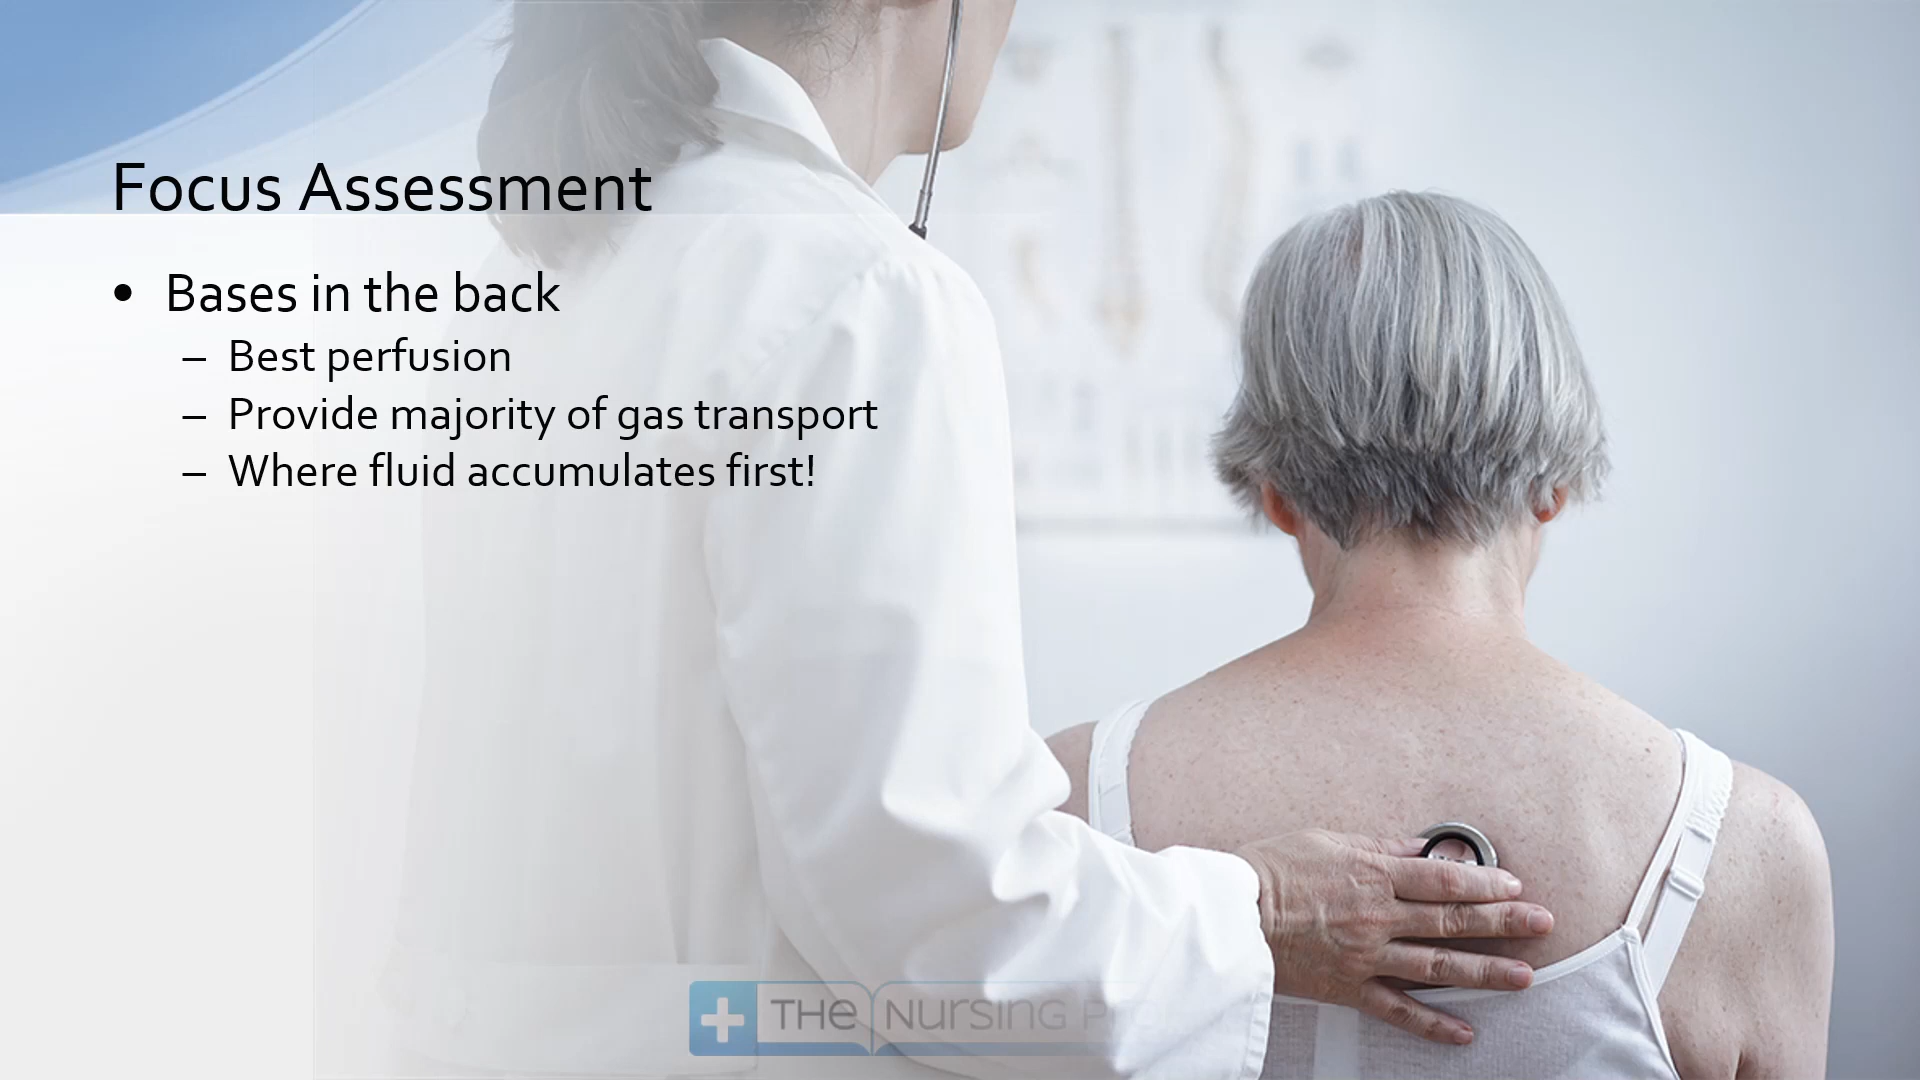 Focus Assessment
• Bases in the back
– Best perfusion
– Provide majority of gas transport
– Where fluid accumulates first!
THE NURSING